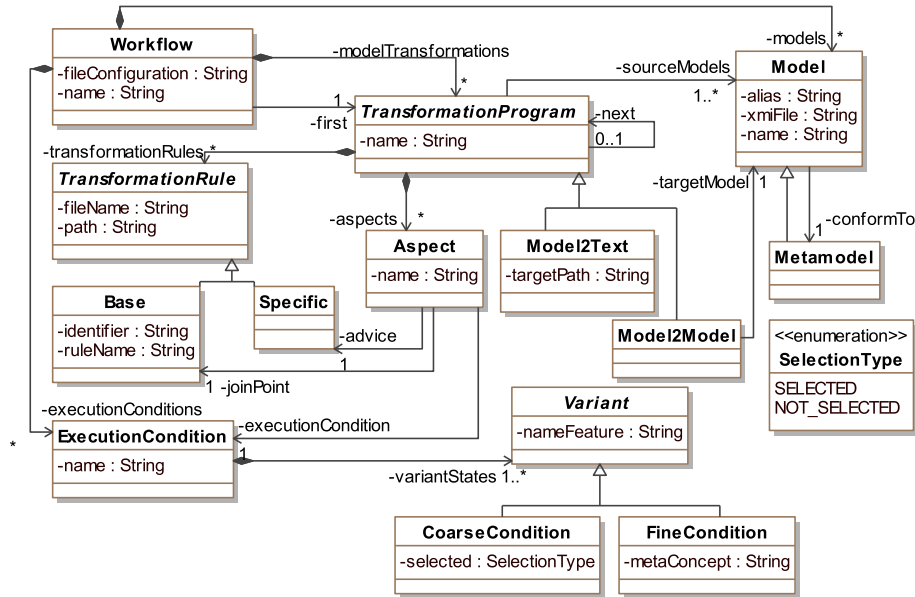 Workflow
-fileConfiguration : String
-name : String
-models
*
-modelTransformations
*
-sourceModels
1..*
Model
-alias : String
-xmiFile : String
-name : String
1
-first
TransformationProgram
-name : String
-next
0..1
-transformationRules
*
TransformationRule
-fileName : String
-path : String
-aspects
*
-targetModel
1
-conformTo
1
Aspect
-name : String
Model2Text
-targetPath : String
Metamodel
Base
-identifier : String
-ruleName : String
Specific
-advice
1
1
-joinPoint
Model2Model
<<enumeration>>
SelectionType
SELECTED
NOT_SELECTED
-executionConditions
*
-executionCondition
1
ExecutionCondition
-name : String
Variant
-nameFeature : String
-variantStates 1..*
CoarseCondition
-selected : SelectionType
FineCondition
-metaConcept : String